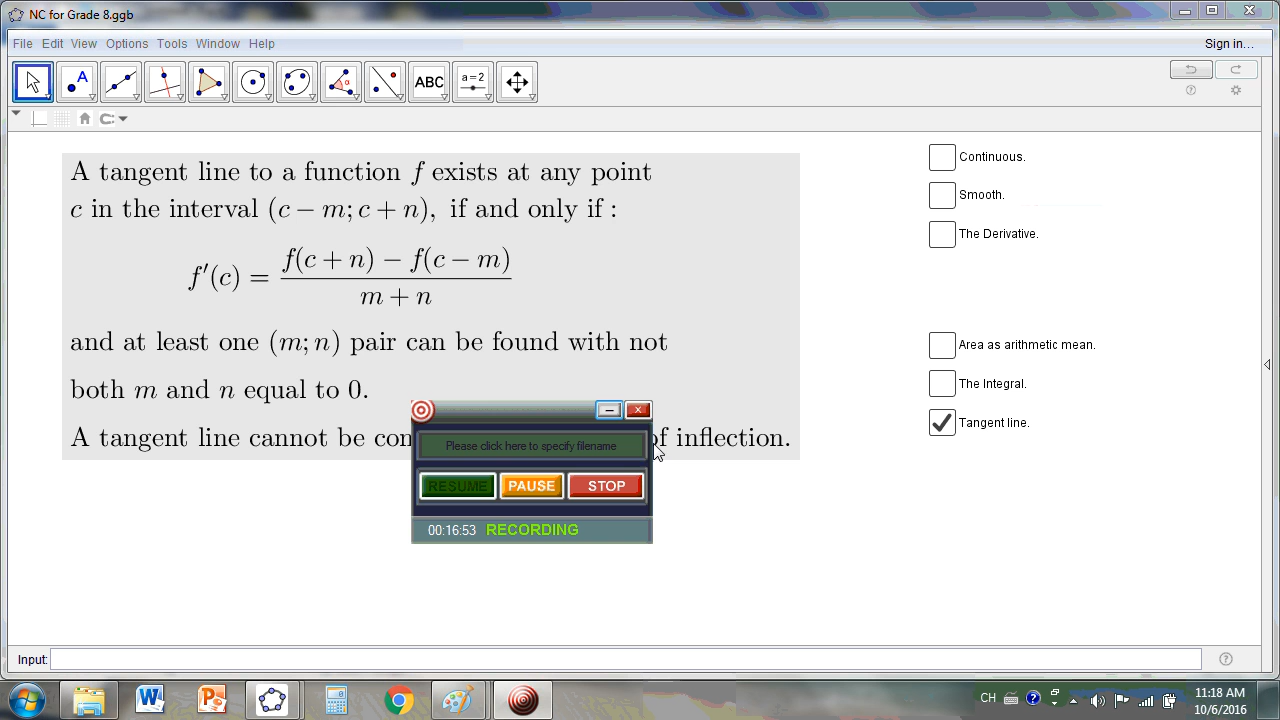 NC for Grade 8.ggb
File Edit View Options Tools Window Help
Sign in...
A
α
ABC
a=2
A tangent line to a function f exists at any point
c in the interval (c − m; c + n), if and only if :
f′(c) = \frac{f(c + n) − f(c − m)}{m + n}
and at least one (m; n) pair can be found with not
both m and n equal to 0.
A tangent line cannot be of inflection.
Continuous.
Smooth.
The Derivative.
Area as arithmetic mean.
The Integral.
Tangent line.
Please click here to specify filename
RESUME PAUSE STOP
00:16:53 RECORDING
Input:
CH
11:18 AM
10/6/2016